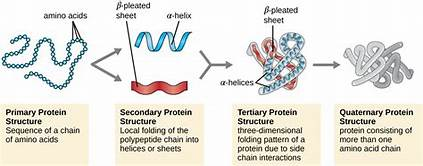 amino acids
β-pleated
sheet
α-helix
β-pleated
sheet
α-helices
Primary Protein
Structure
Sequence of a chain
of amino acids
Secondary Protein
Structure
Local folding of the
polypeptide chain into
helices or sheets
Tertiary Protein
Structure
three-dimensional
folding pattern of a
protein due to side
chain interactions
Quaternary Protein
Structure
protein consisting of
more than one
amino acid chain